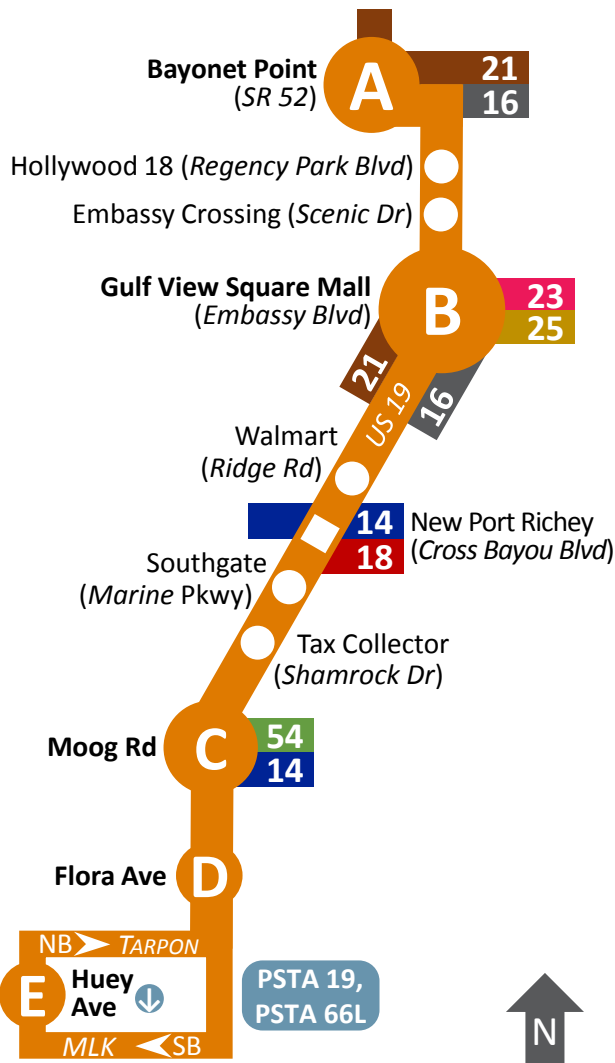 Bayonet Point
(SR 52)
A
21
16
Hollywood 18 (Regency Park Blvd)
Embassy Crossing (Scenic Dr)
Gulf View Square Mall
(Embassy Blvd)
B
23
25
21
16
US 19
Walmart
(Ridge Rd)
14
18
New Port Richey
(Cross Bayou Blvd)
Southgate
(Marine Pkwy)
Tax Collector
(Shamrock Dr)
Moog Rd
C
54
14
Flora Ave
D
NB TARPON
E
Huey
Ave
MLK SB
PSTA 19,
PSTA 66L
N